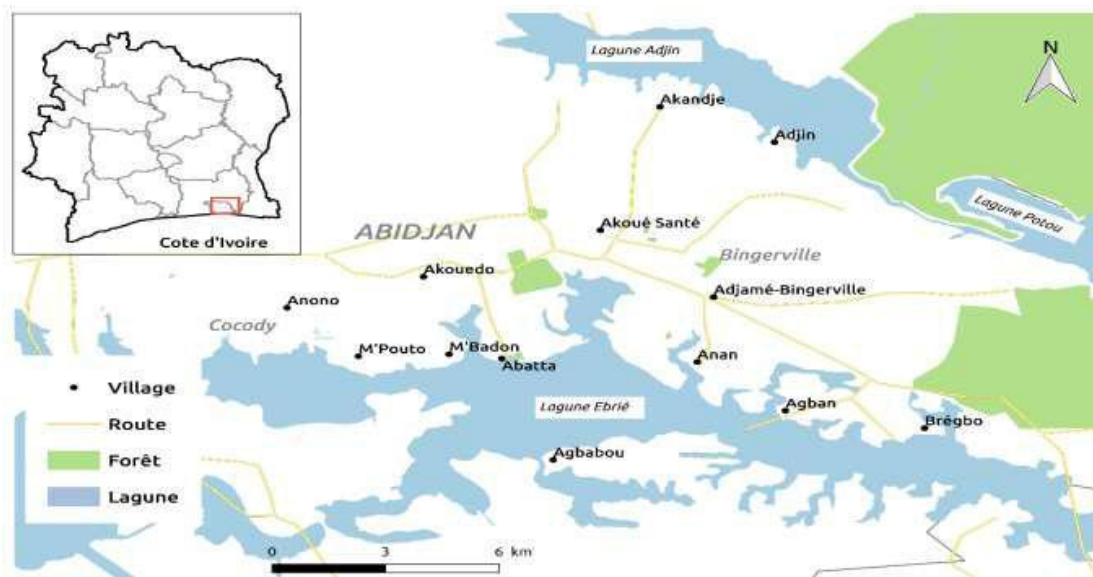 Lagune Adjin
N
Akandje
Adjin
Lagune Potou
Cote d'Ivoire
ABIDJAN
Akoué Santé
Bingerville
Akouedo
Adjamé-Bingerville
Anono
Cocody
M'Pouto
M'Badon
Abatta
Anan
Lagune Ebrié
Agban
Brégbo
Agbabou
Village
Route
Forêt
Lagune
0 3 6 km